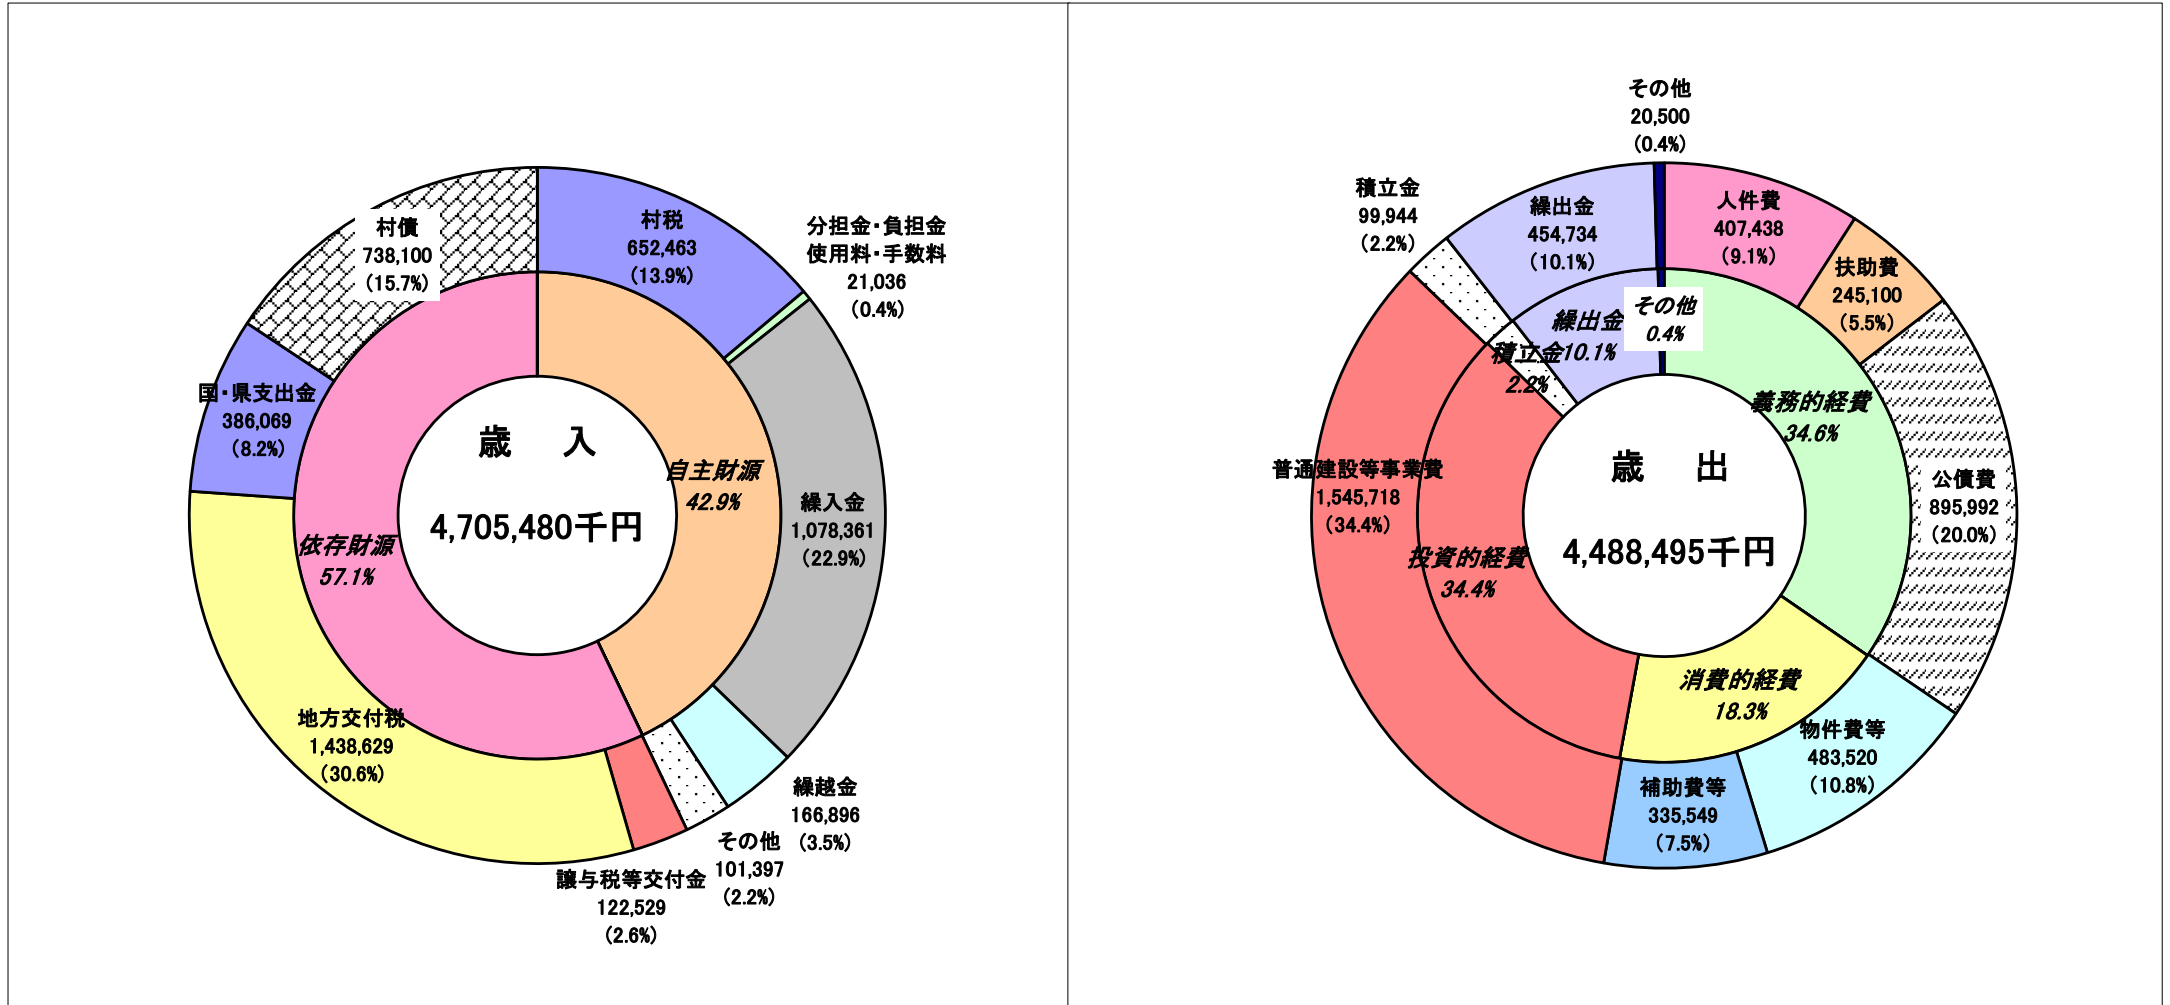 村税
652,463
(13.9%)
分担金・負担金
使用料・手数料
21,036
(0.4%)
繰入金
1,078,361
(22.9%)
繰越金
166,896
(3.5%)
その他
101,397
(2.2%)
譲与税等交付金
122,529
(2.6%)
地方交付税
1,438,629
(30.6%)
国・県支出金
386,069
(8.2%)
村債
738,100
(15.7%)
自主財源
42.9%
依存財源
57.1%
歳 入
4,705,480千円
その他
20,500
(0.4%)
人件費
407,438
(9.1%)
扶助費
245,100
(5.5%)
公債費
895,992
(20.0%)
物件費等
483,520
(10.8%)
補助費等
335,549
(7.5%)
普通建設等事業費
1,545,718
(34.4%)
積立金
99,944
(2.2%)
繰出金
454,734
(10.1%)
その他
0.4%
義務的経費
34.6%
消費的経費
18.3%
投資的経費
34.4%
積立金
2.2%
繰出金
10.1%
歳 出
4,488,495千円